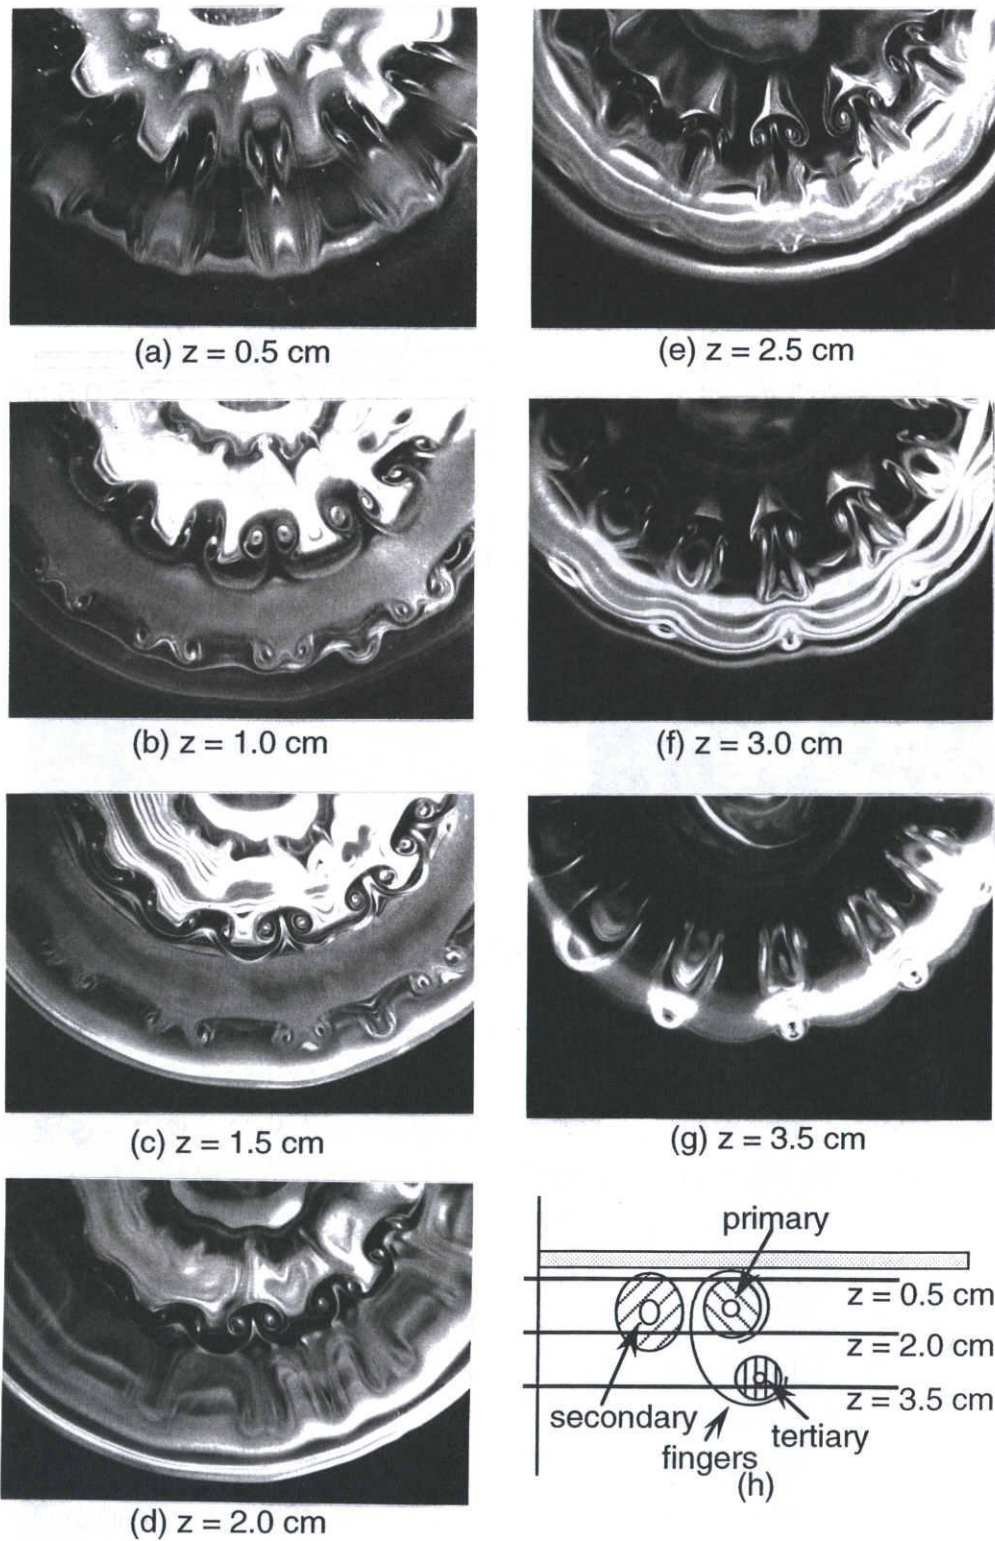 (a) z = 0.5 cm
(b) z = 1.0 cm
(c) z = 1.5 cm
(d) z = 2.0 cm
(e) z = 2.5 cm
(f) z = 3.0 cm
(g) z = 3.5 cm
primary
z = 0.5 cm
z = 2.0 cm
z = 3.5 cm
secondary
tertiary
fingers
(h)